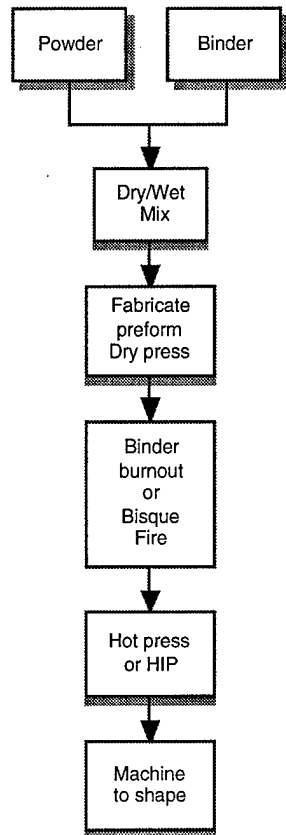 Powder
Binder
Dry/Wet
Mix
Fabricate
preform
Dry press
Binder
burnout
or
Bisque
Fire
Hot press
or HIP
Machine
to shape